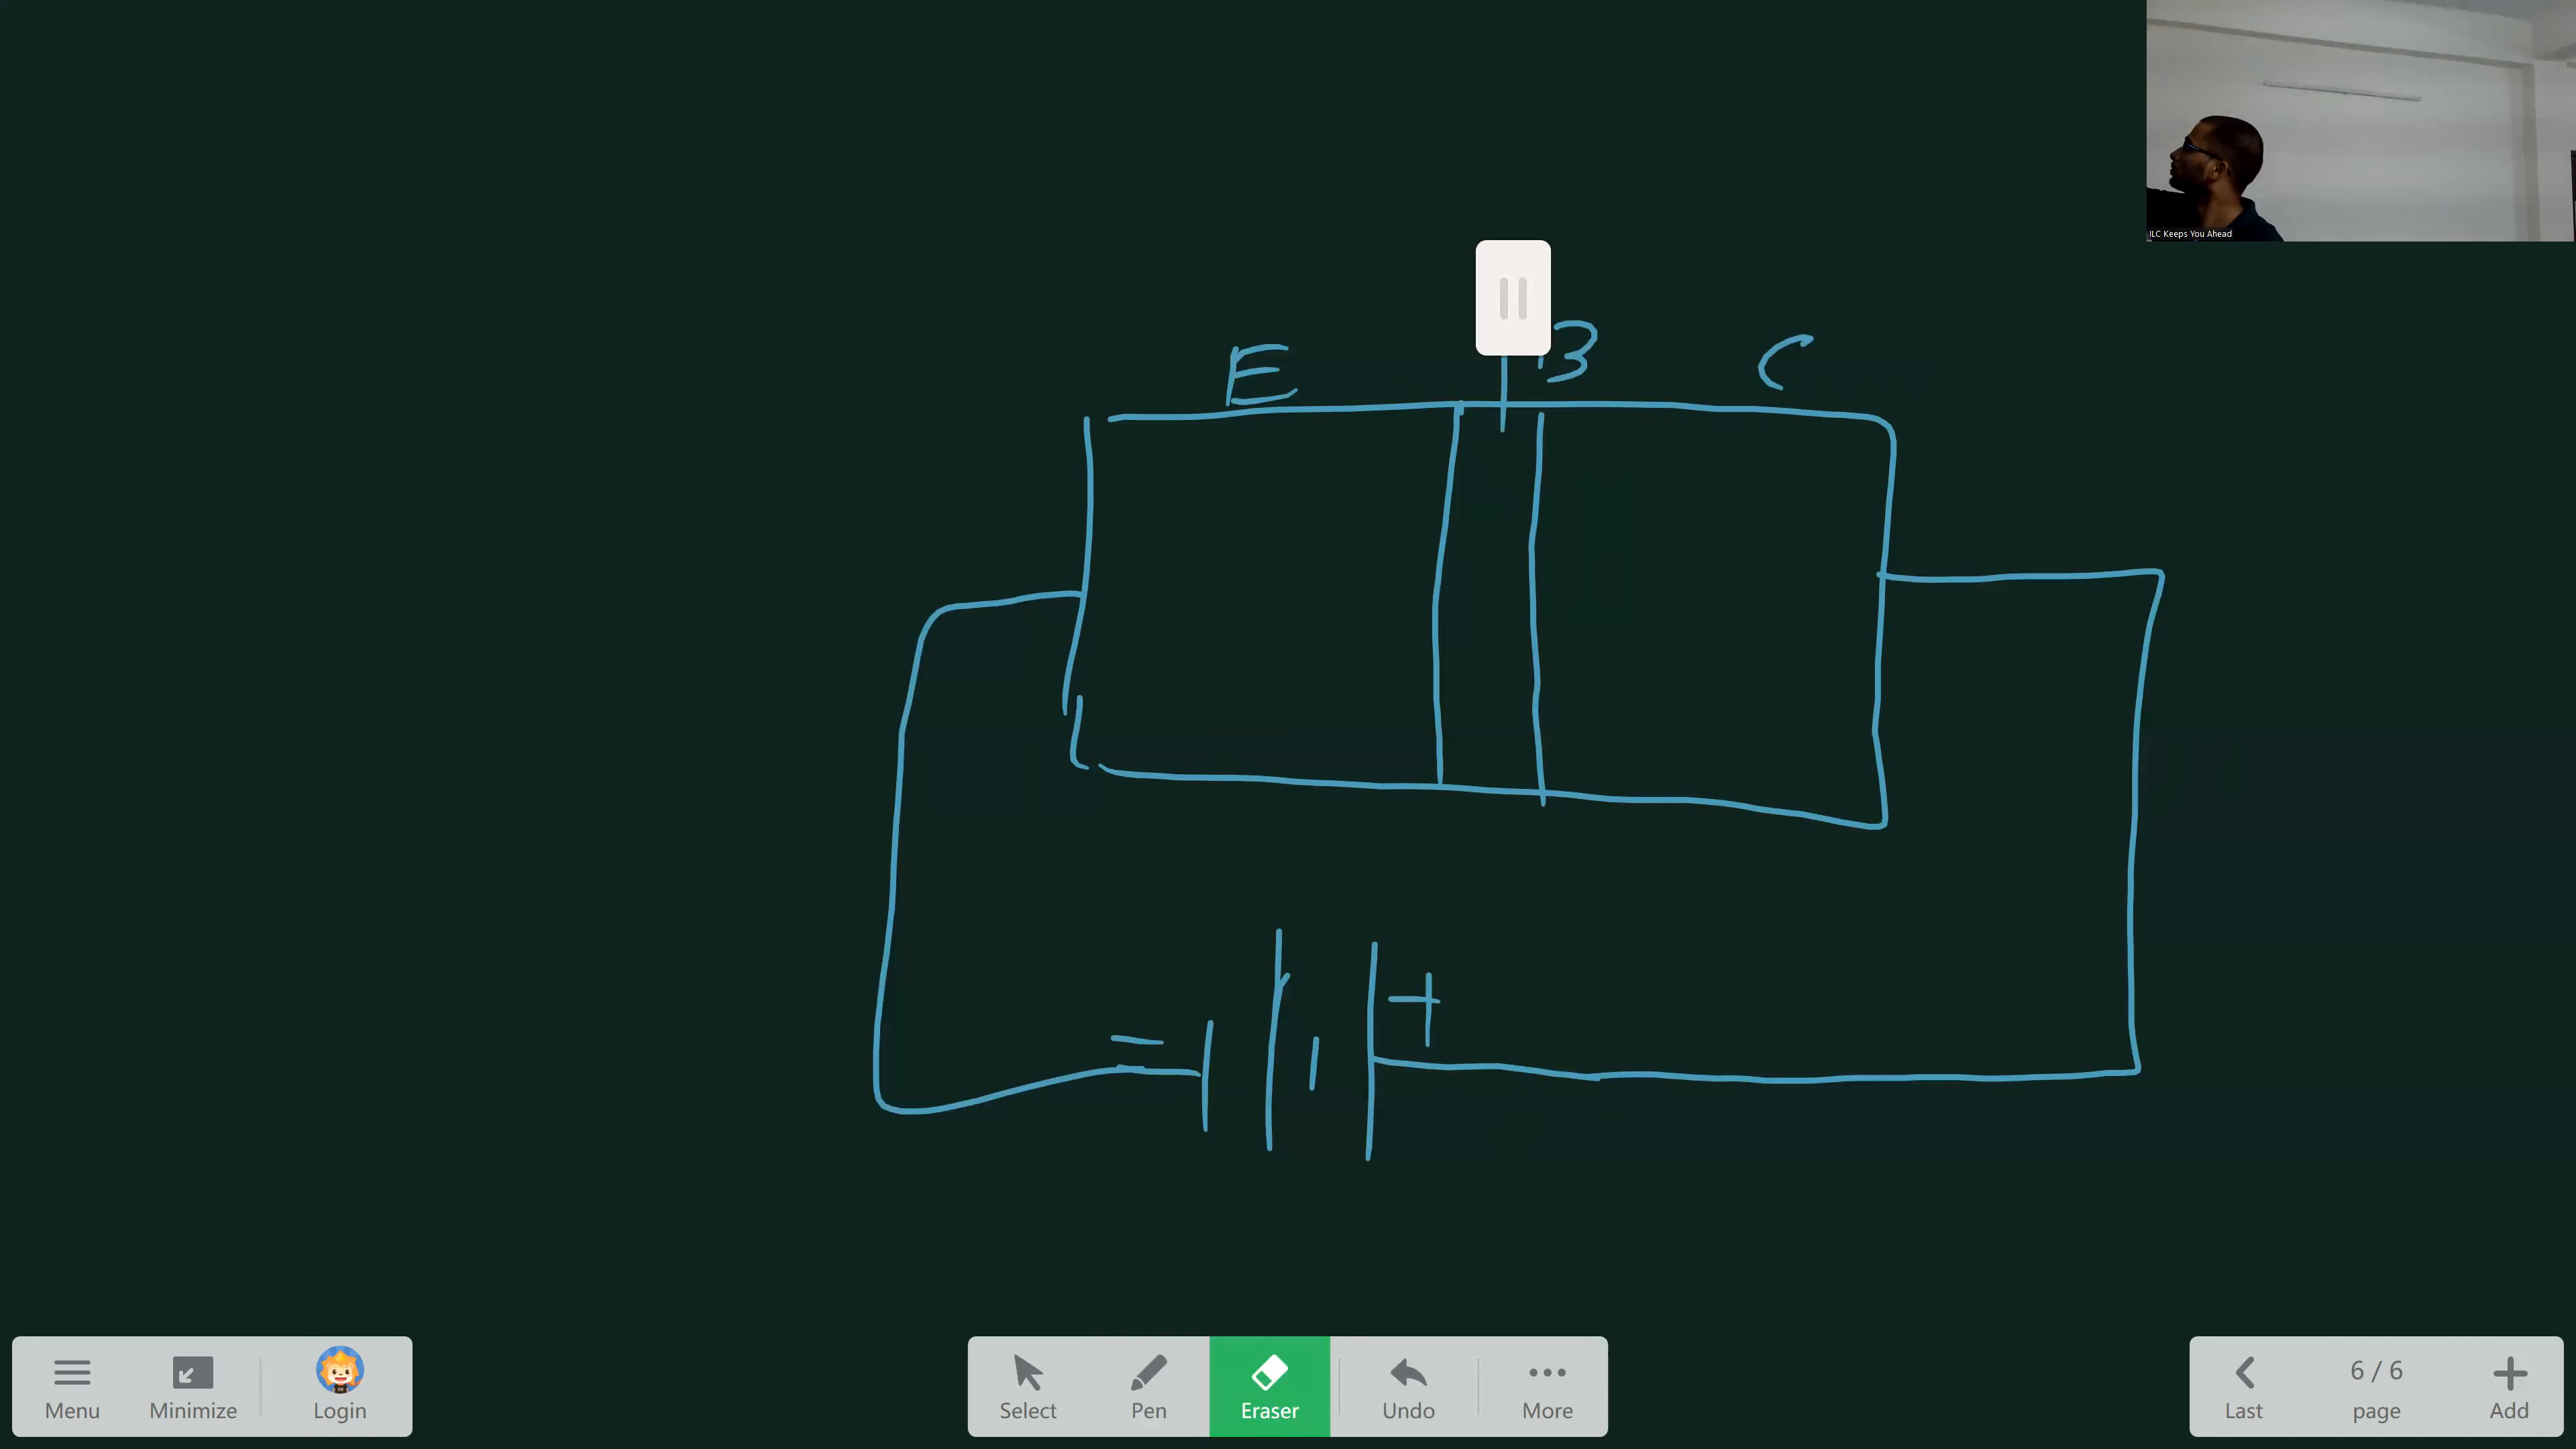 ILC Keeps You Ahead
E B C
- +
Menu Minimize Login Select Pen Eraser Undo More Last 6 / 6 page Add